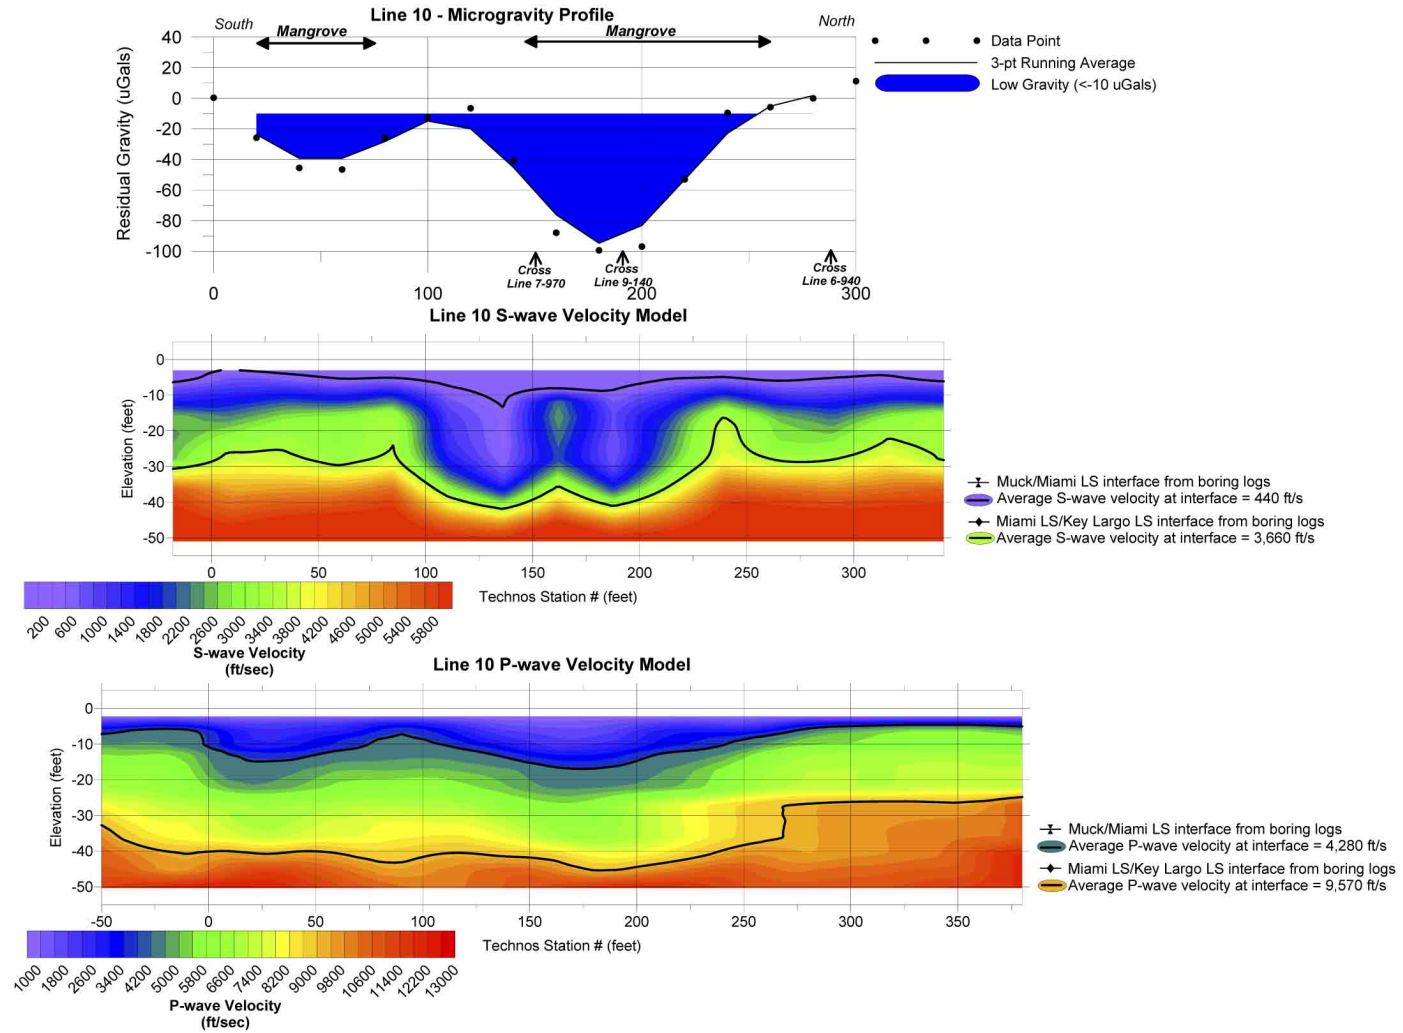 Line 10 - Microgravity Profile
South
North
Mangrove
Mangrove
Residual Gravity (uGals)
40
20
0
-20
-40
-60
-80
-100
Data Point
3-pt Running Average
Low Gravity (<-10 uGals)
Cross
Line 7-970
Cross
Line 9-140
Cross
Line 6-940
0 100 200 300
Line 10 S-wave Velocity Model
Elevation (feet)
0
-10
-20
-30
-40
-50
0 50 100 150 200 250 300
Technos Station # (feet)
Muck/Miami LS interface from boring logs
Average S-wave velocity at interface = 440 ft/s
Miami LS/Key Largo LS interface from boring logs
Average S-wave velocity at interface = 3,660 ft/s
200 600 1000 1400 1800 2200 2600 3000 3400 3800 4200 4600 5000 5400 5800
S-wave Velocity
(ft/sec)
Line 10 P-wave Velocity Model
Elevation (feet)
0
-10
-20
-30
-40
-50
-50 0 50 100 150 200 250 300 350
Technos Station # (feet)
Muck/Miami LS interface from boring logs
Average P-wave velocity at interface = 4,280 ft/s
Miami LS/Key Largo LS interface from boring logs
Average P-wave velocity at interface = 9,570 ft/s
1000 1800 2600 3400 4200 5000 5800 6600 7400 8200 9000 9800 10600 11400 12200 13000
P-wave Velocity
(ft/sec)